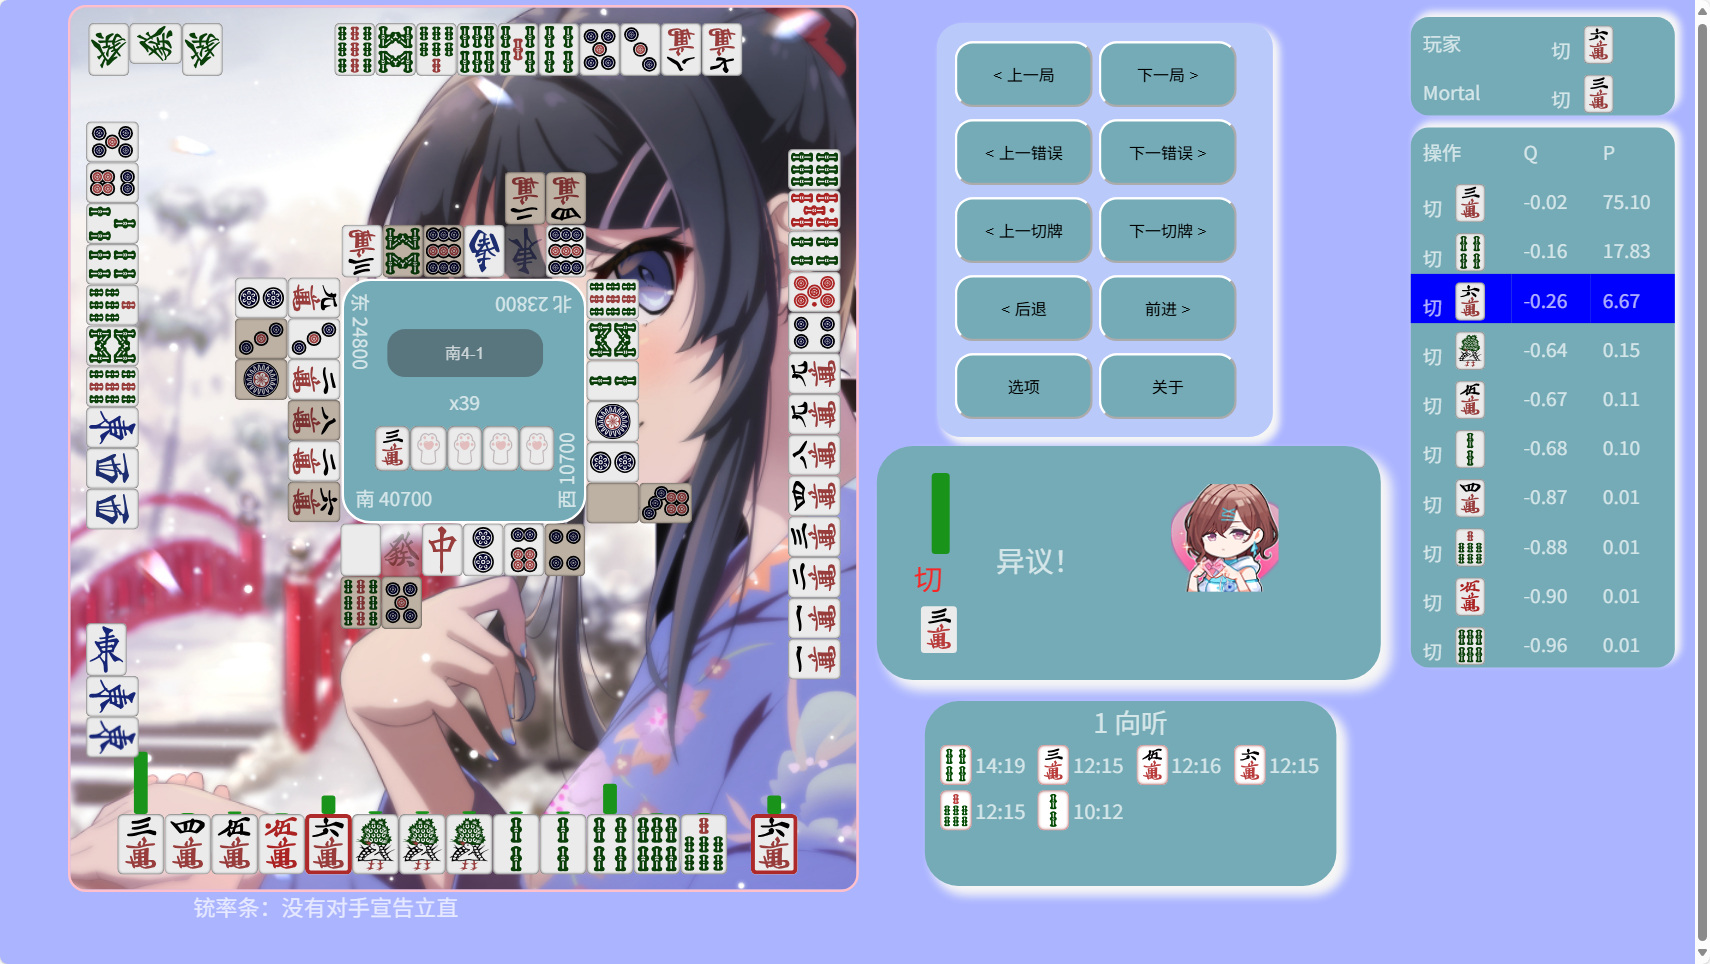 北 23800
东 24800
南4-1
x39
南 40700
西 10700
铳率条：没有对手宣告立直
< 上一局
下一局 >
< 上一错误
下一错误 >
< 上一切牌
下一切牌 >
< 后退
前进 >
选项
关于
切
异议！
1 向听
14:19 12:15 12:16 12:15
12:15 10:12
玩家 切
Mortal 切
操作 Q P
切 -0.02 75.10
切 -0.16 17.83
切 -0.26 6.67
切 -0.64 0.15
切 -0.67 0.11
切 -0.68 0.10
切 -0.87 0.01
切 -0.88 0.01
切 -0.90 0.01
切 -0.96 0.01